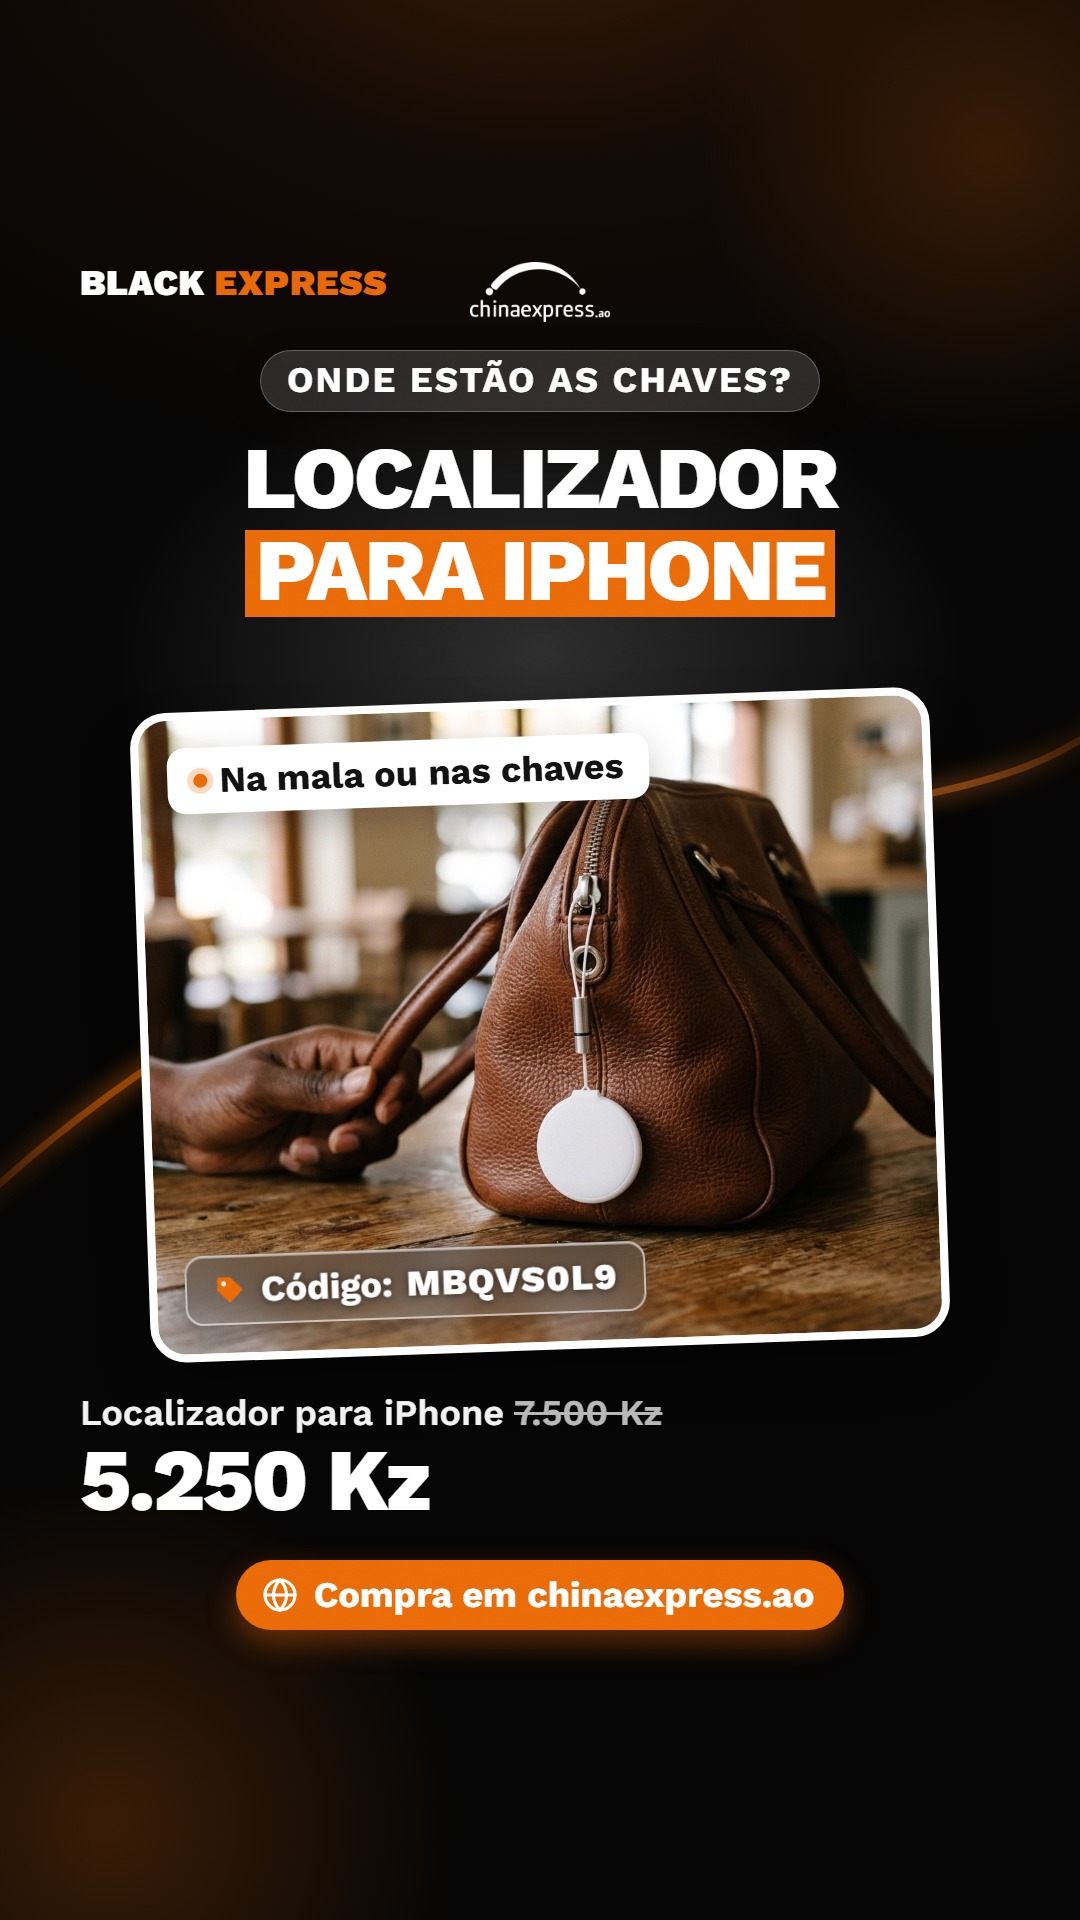 BLACK EXPRESS
chinaexpress.ao
ONDE ESTÃO AS CHAVES?
LOCALIZADOR
PARA IPHONE
Na mala ou nas chaves
Código: MBQVS0L9
Localizador para iPhone 7.500 Kz
5.250 Kz
Compra em chinaexpress.ao